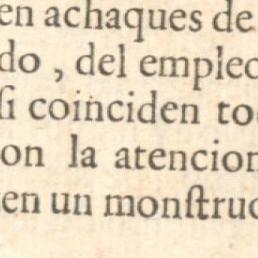 en achaques de
do, del empleo
ſi coinciden to
on la atencion
en un monſtruo